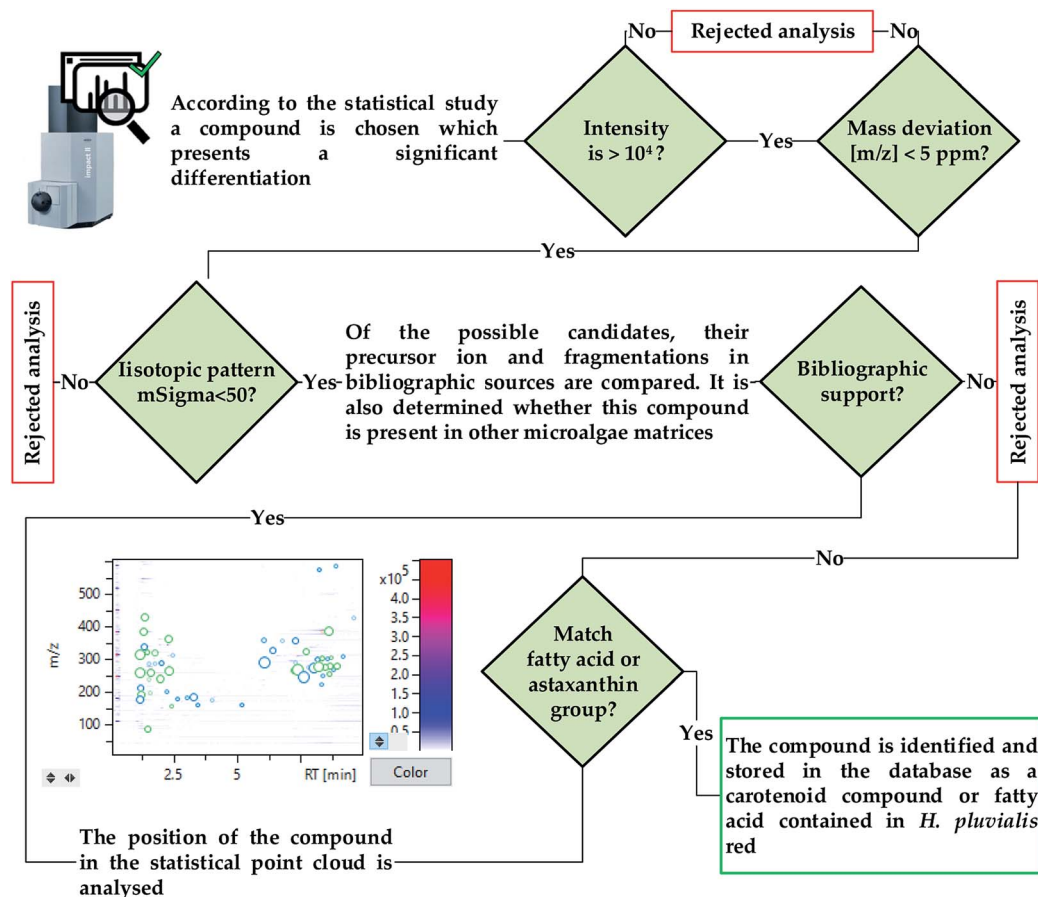 No
Rejected analysis
No
According to the statistical study
a compound is chosen which
presents a significant
differentiation
Impact II
Intensity
is > 10⁴?
Yes
Mass deviation
[m/z] < 5 ppm?
Yes
Rejected analysis
No
Iisotopic pattern
mSigma<50?
Yes
Of the possible candidates, their
precursor ion and fragmentations in
bibliographic sources are compared. It is
also determined whether this compound
is present in other microalgae matrices
Bibliographic
support?
No
Rejected analysis
Yes
No
m/z
500
400
300
200
100
2.5
5
RT [min]
x10⁵
4.0
3.5
3.0
2.5
2.0
1.5
1.0
0.5
Color
Match
fatty acid or
astaxanthin
group?
Yes
The compound is identified and
stored in the database as a
carotenoid compound or fatty
acid contained in H. pluvialis
red
The position of the compound
in the statistical point cloud is
analysed